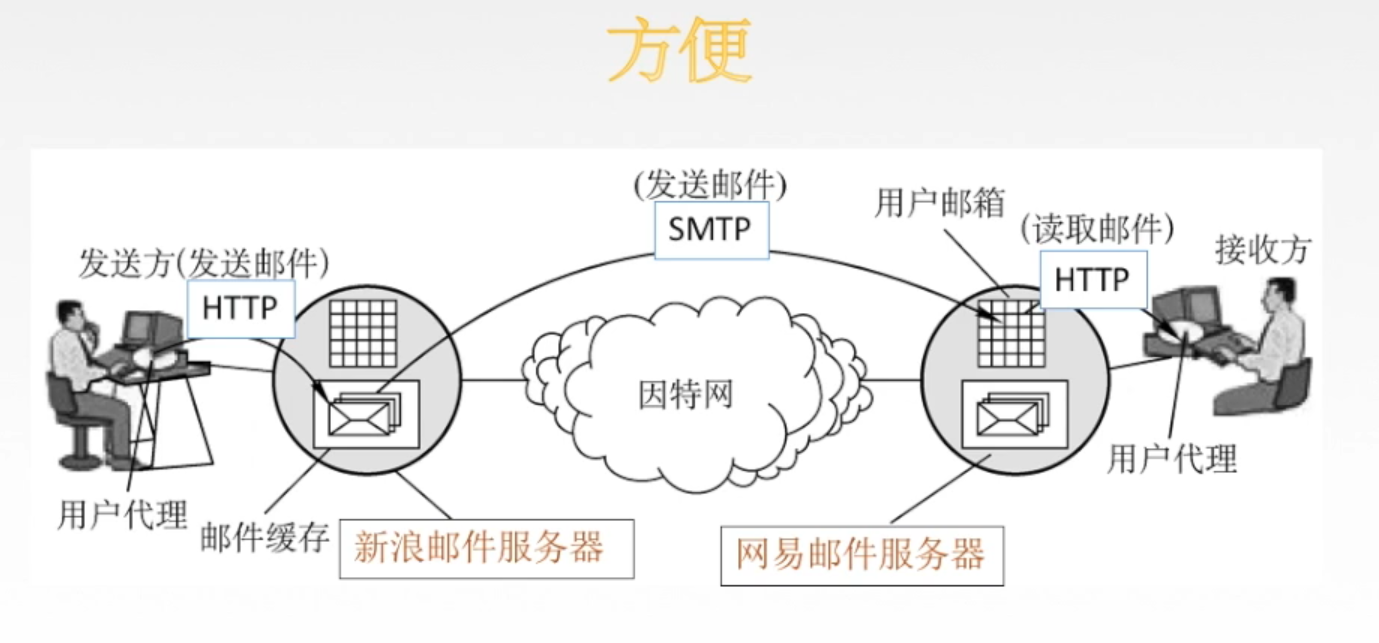 方便
(发送邮件)
SMTP
用户邮箱
(读取邮件)
HTTP
接收方
发送方(发送邮件)
HTTP
因特网
用户代理
用户代理
邮件缓存
新浪邮件服务器
网易邮件服务器